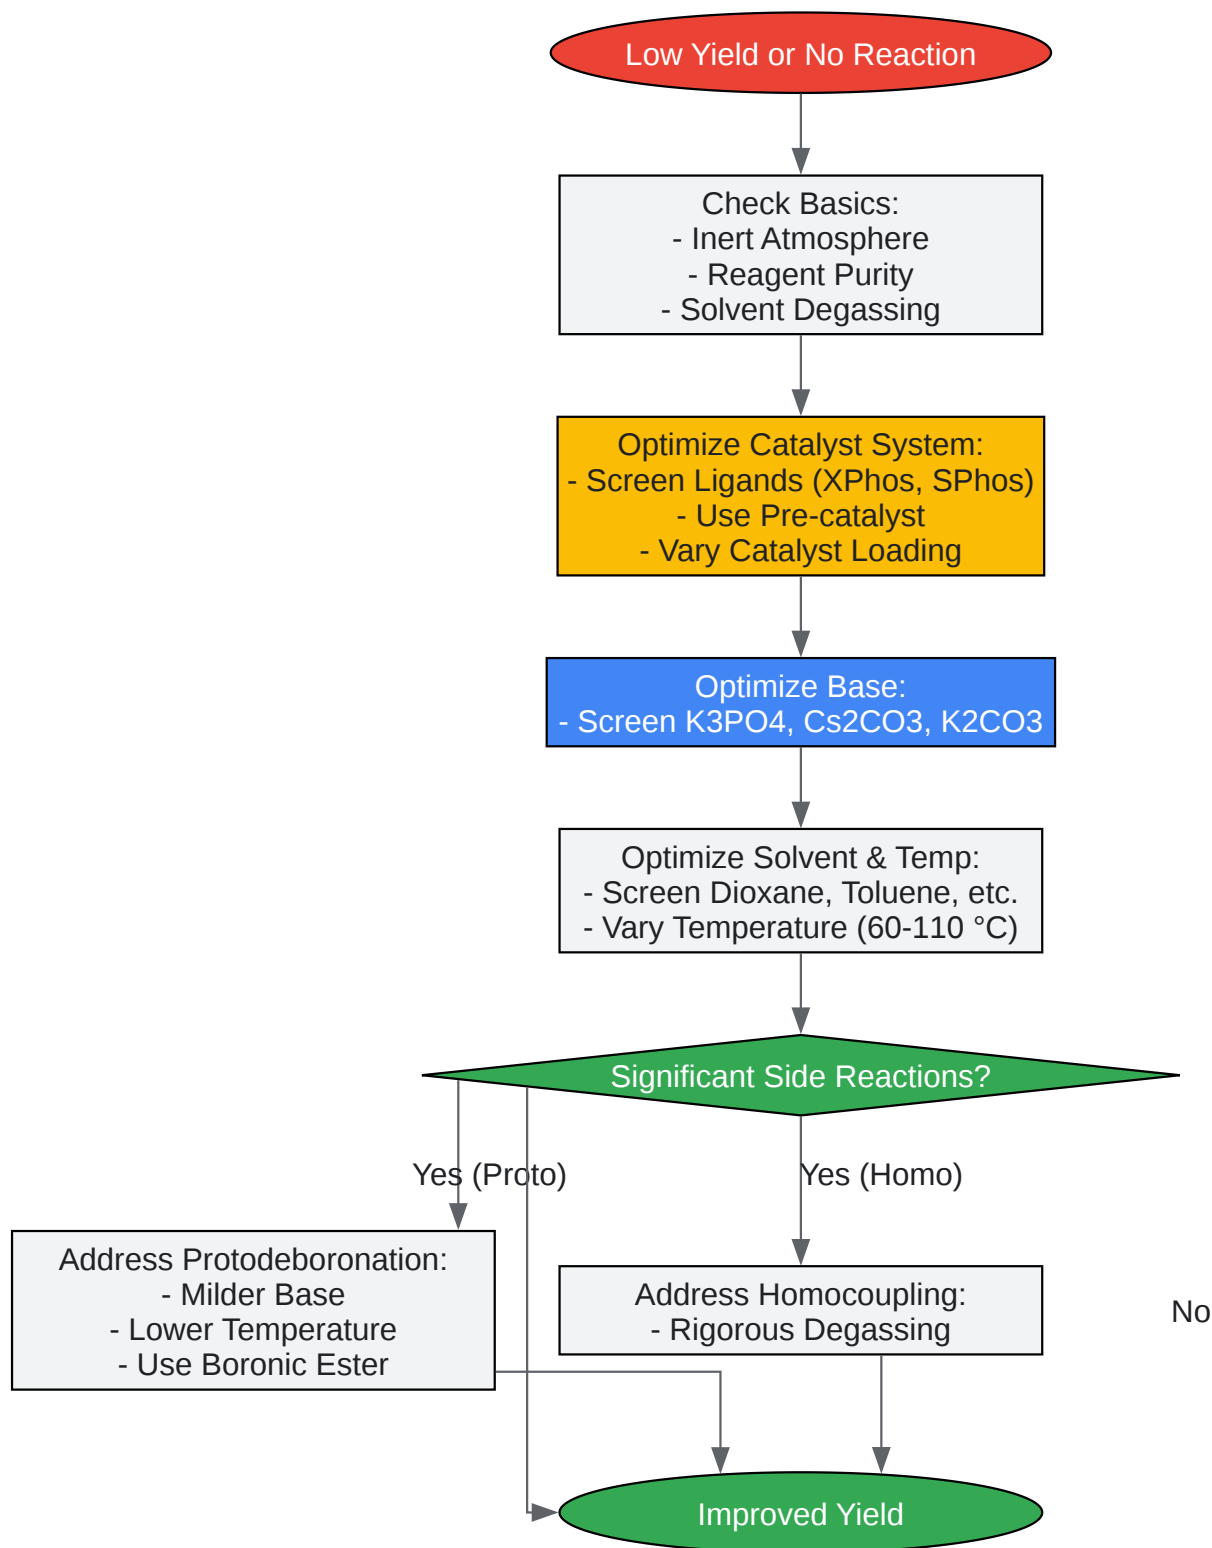 Low Yield or No Reaction
Check Basics:
- Inert Atmosphere
- Reagent Purity
- Solvent Degassing
Optimize Catalyst System:
- Screen Ligands (XPhos, SPhos)
- Use Pre-catalyst
- Vary Catalyst Loading
Optimize Base:
- Screen K3PO4, Cs2CO3, K2CO3
Optimize Solvent & Temp:
- Screen Dioxane, Toluene, etc.
- Vary Temperature (60-110 °C)
Significant Side Reactions?
Yes (Proto)
Yes (Homo)
Address Protodeboronation:
- Milder Base
- Lower Temperature
- Use Boronic Ester
Address Homocoupling:
- Rigorous Degassing
No
Improved Yield